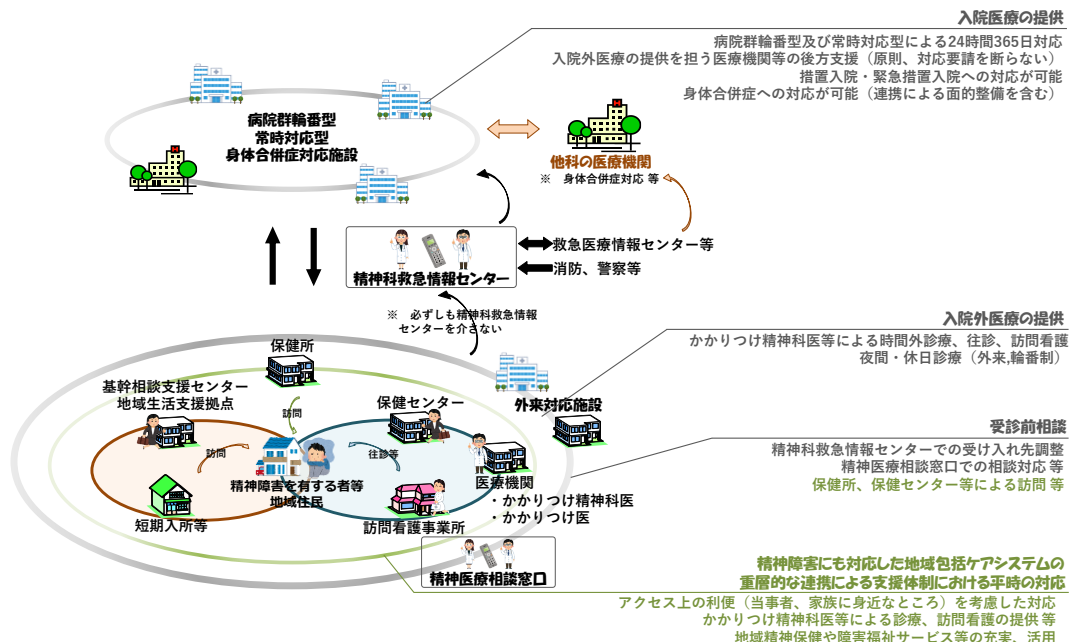 入院医療の提供
病院群輪番型及び常時対応型による24時間365日対応
入院外医療の提供を担う医療機関等の後方支援（原則、対応要請を断らない）
措置入院・緊急措置入院への対応が可能
身体合併症への対応が可能（連携による面的整備を含む）
病院群輪番型
常時対応型
身体合併症対応施設
他科の医療機関
※　身体合併症対応 等
救急医療情報センター等
消防、警察等
精神科救急情報センター
※　必ずしも精神科救急情報
センターを介さない
入院外医療の提供
かかりつけ精神科医等による時間外診療、往診、訪問看護
夜間・休日診療（外来,輪番制）
保健所
基幹相談支援センター
地域生活支援拠点
訪問
保健センター
外来対応施設
訪問
往診等
受診前相談
精神科救急情報センターでの受け入れ先調整
精神医療相談窓口での相談対応 等
保健所、保健センター等による訪問 等
精神障害を有する者等
地域住民
医療機関
・かかりつけ精神科医
・かかりつけ医
短期入所等
訪問看護事業所
精神医療相談窓口
精神障害にも対応した地域包括ケアシステムの
重層的な連携による支援体制における平時の対応
アクセス上の利便（当事者、家族に身近なところ）を考慮した対応
かかりつけ精神科医等による診療、訪問看護の提供 等
地域精神保健や障害福祉サービス等の充実、活用